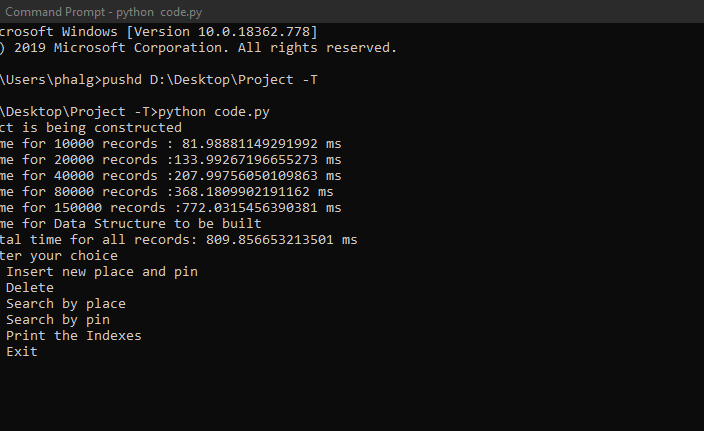 Command Prompt - python code.py
crosoft Windows [Version 10.0.18362.778]
) 2019 Microsoft Corporation. All rights reserved.
\Users\phalg>pushd D:\Desktop\Project -T
\Desktop\Project -T>python code.py
ct is being constructed
me for 10000 records : 81.98881149291992 ms
me for 20000 records :133.99267196655273 ms
me for 40000 records :207.99756050109863 ms
me for 80000 records :368.1809902191162 ms
me for 150000 records :772.0315456390381 ms
me for Data Structure to be built
tal time for all records: 809.856653213501 ms
ter your choice
Insert new place and pin
Delete
Search by place
Search by pin
Print the Indexes
Exit